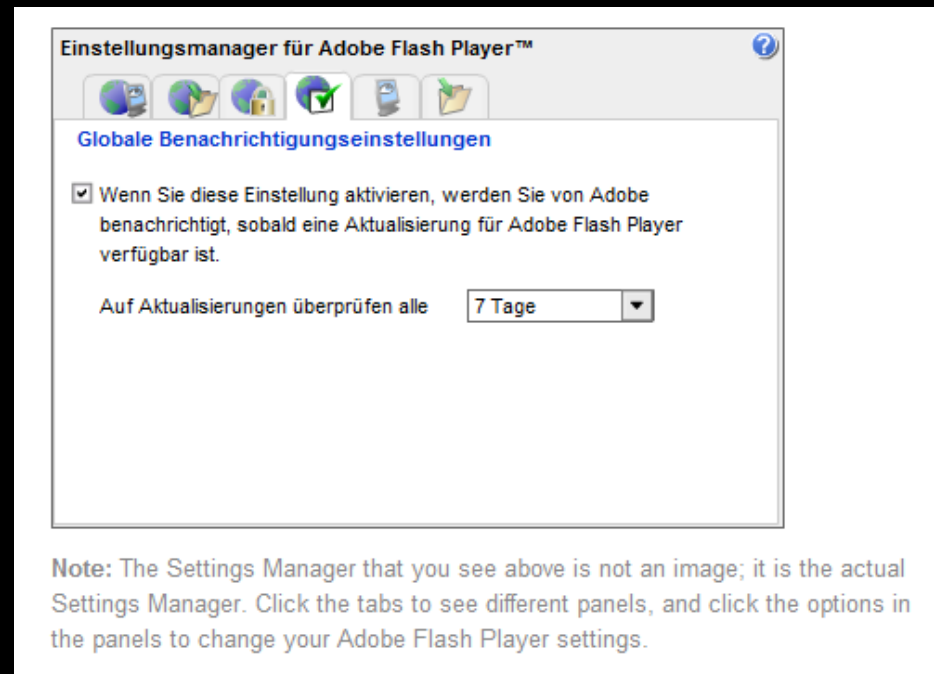 Einstellungsmanager für Adobe Flash Player™
Globale Benachrichtigungseinstellungen
Wenn Sie diese Einstellung aktivieren, werden Sie von Adobe
benachrichtigt, sobald eine Aktualisierung für Adobe Flash Player
verfügbar ist.
Auf Aktualisierungen überprüfen alle 7 Tage
Note: The Settings Manager that you see above is not an image; it is the actual
Settings Manager. Click the tabs to see different panels, and click the options in
the panels to change your Adobe Flash Player settings.